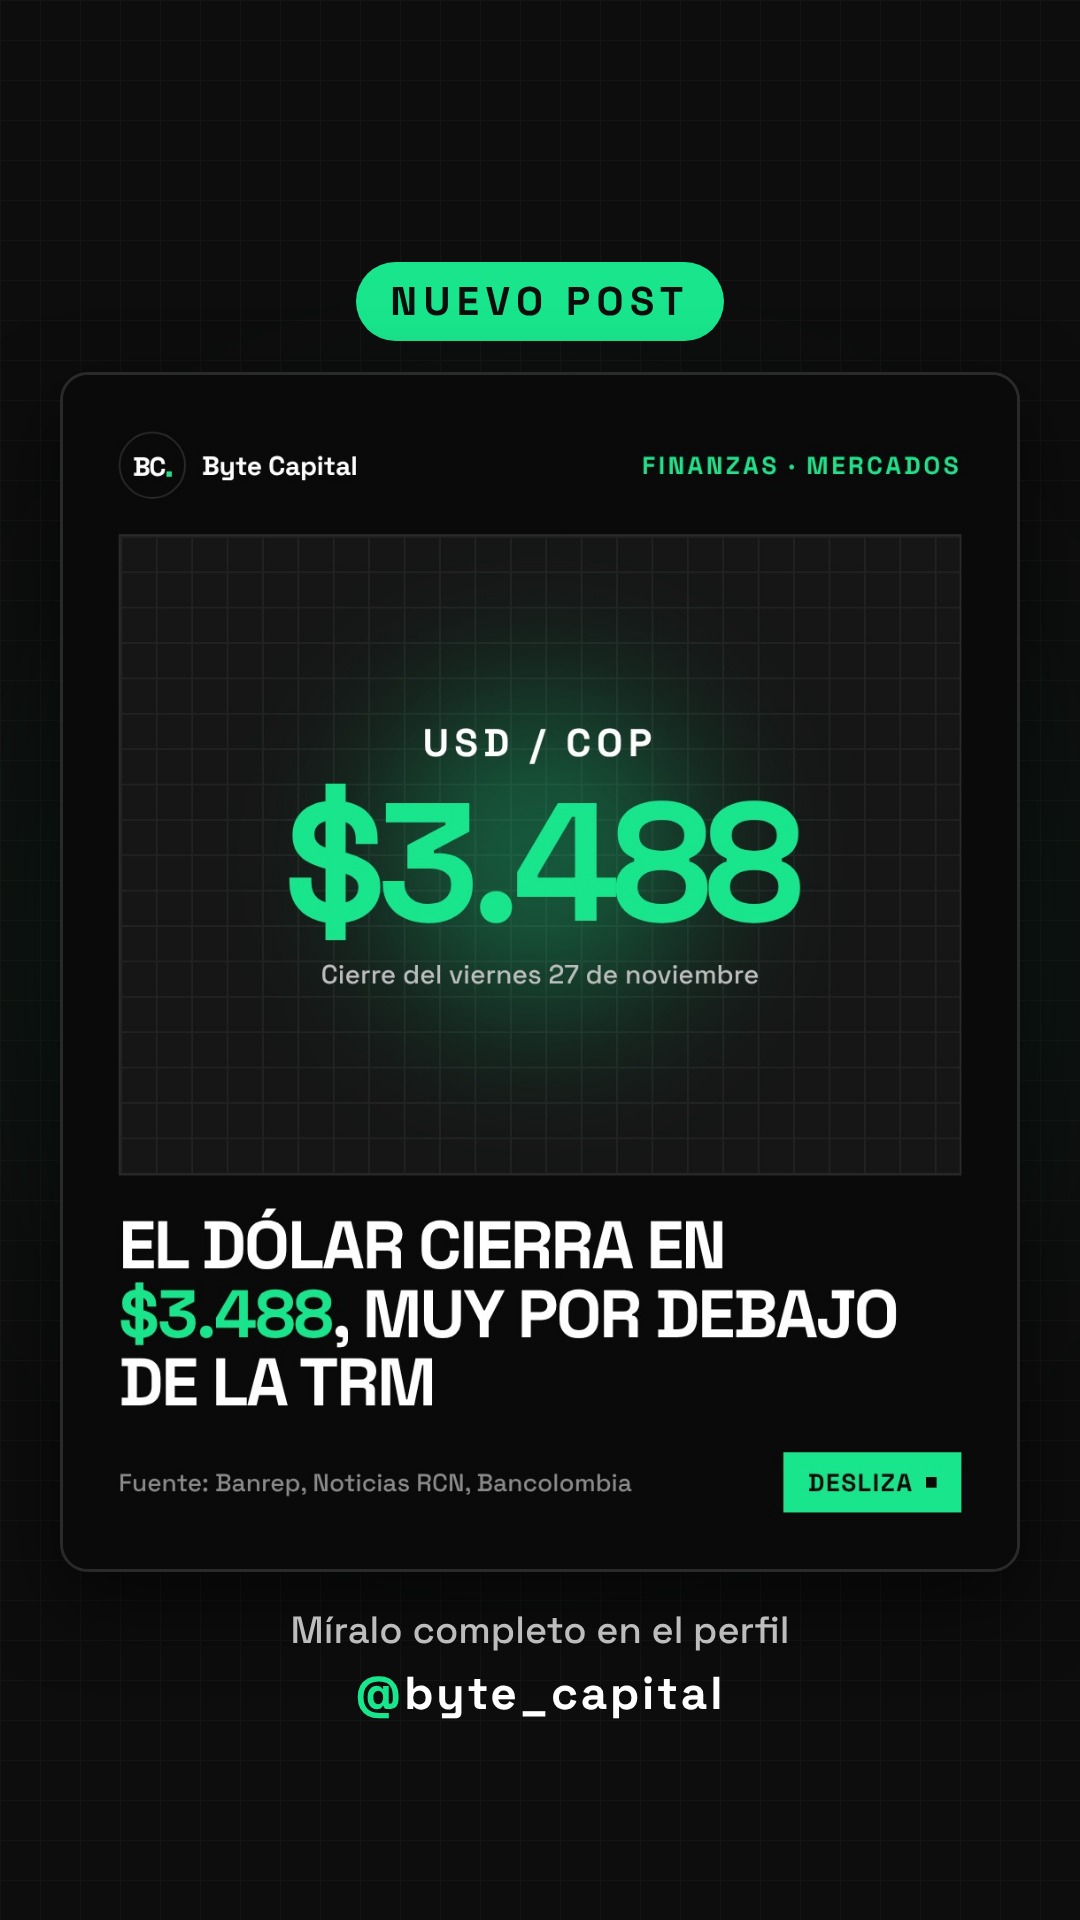 NUEVO POST
BC.
Byte Capital
FINANZAS · MERCADOS
USD / COP
$3.488
Cierre del viernes 27 de noviembre
EL DÓLAR CIERRA EN
$3.488, MUY POR DEBAJO
DE LA TRM
Fuente: Banrep, Noticias RCN, Bancolombia
DESLIZA ▪
Míralo completo en el perfil
@byte_capital